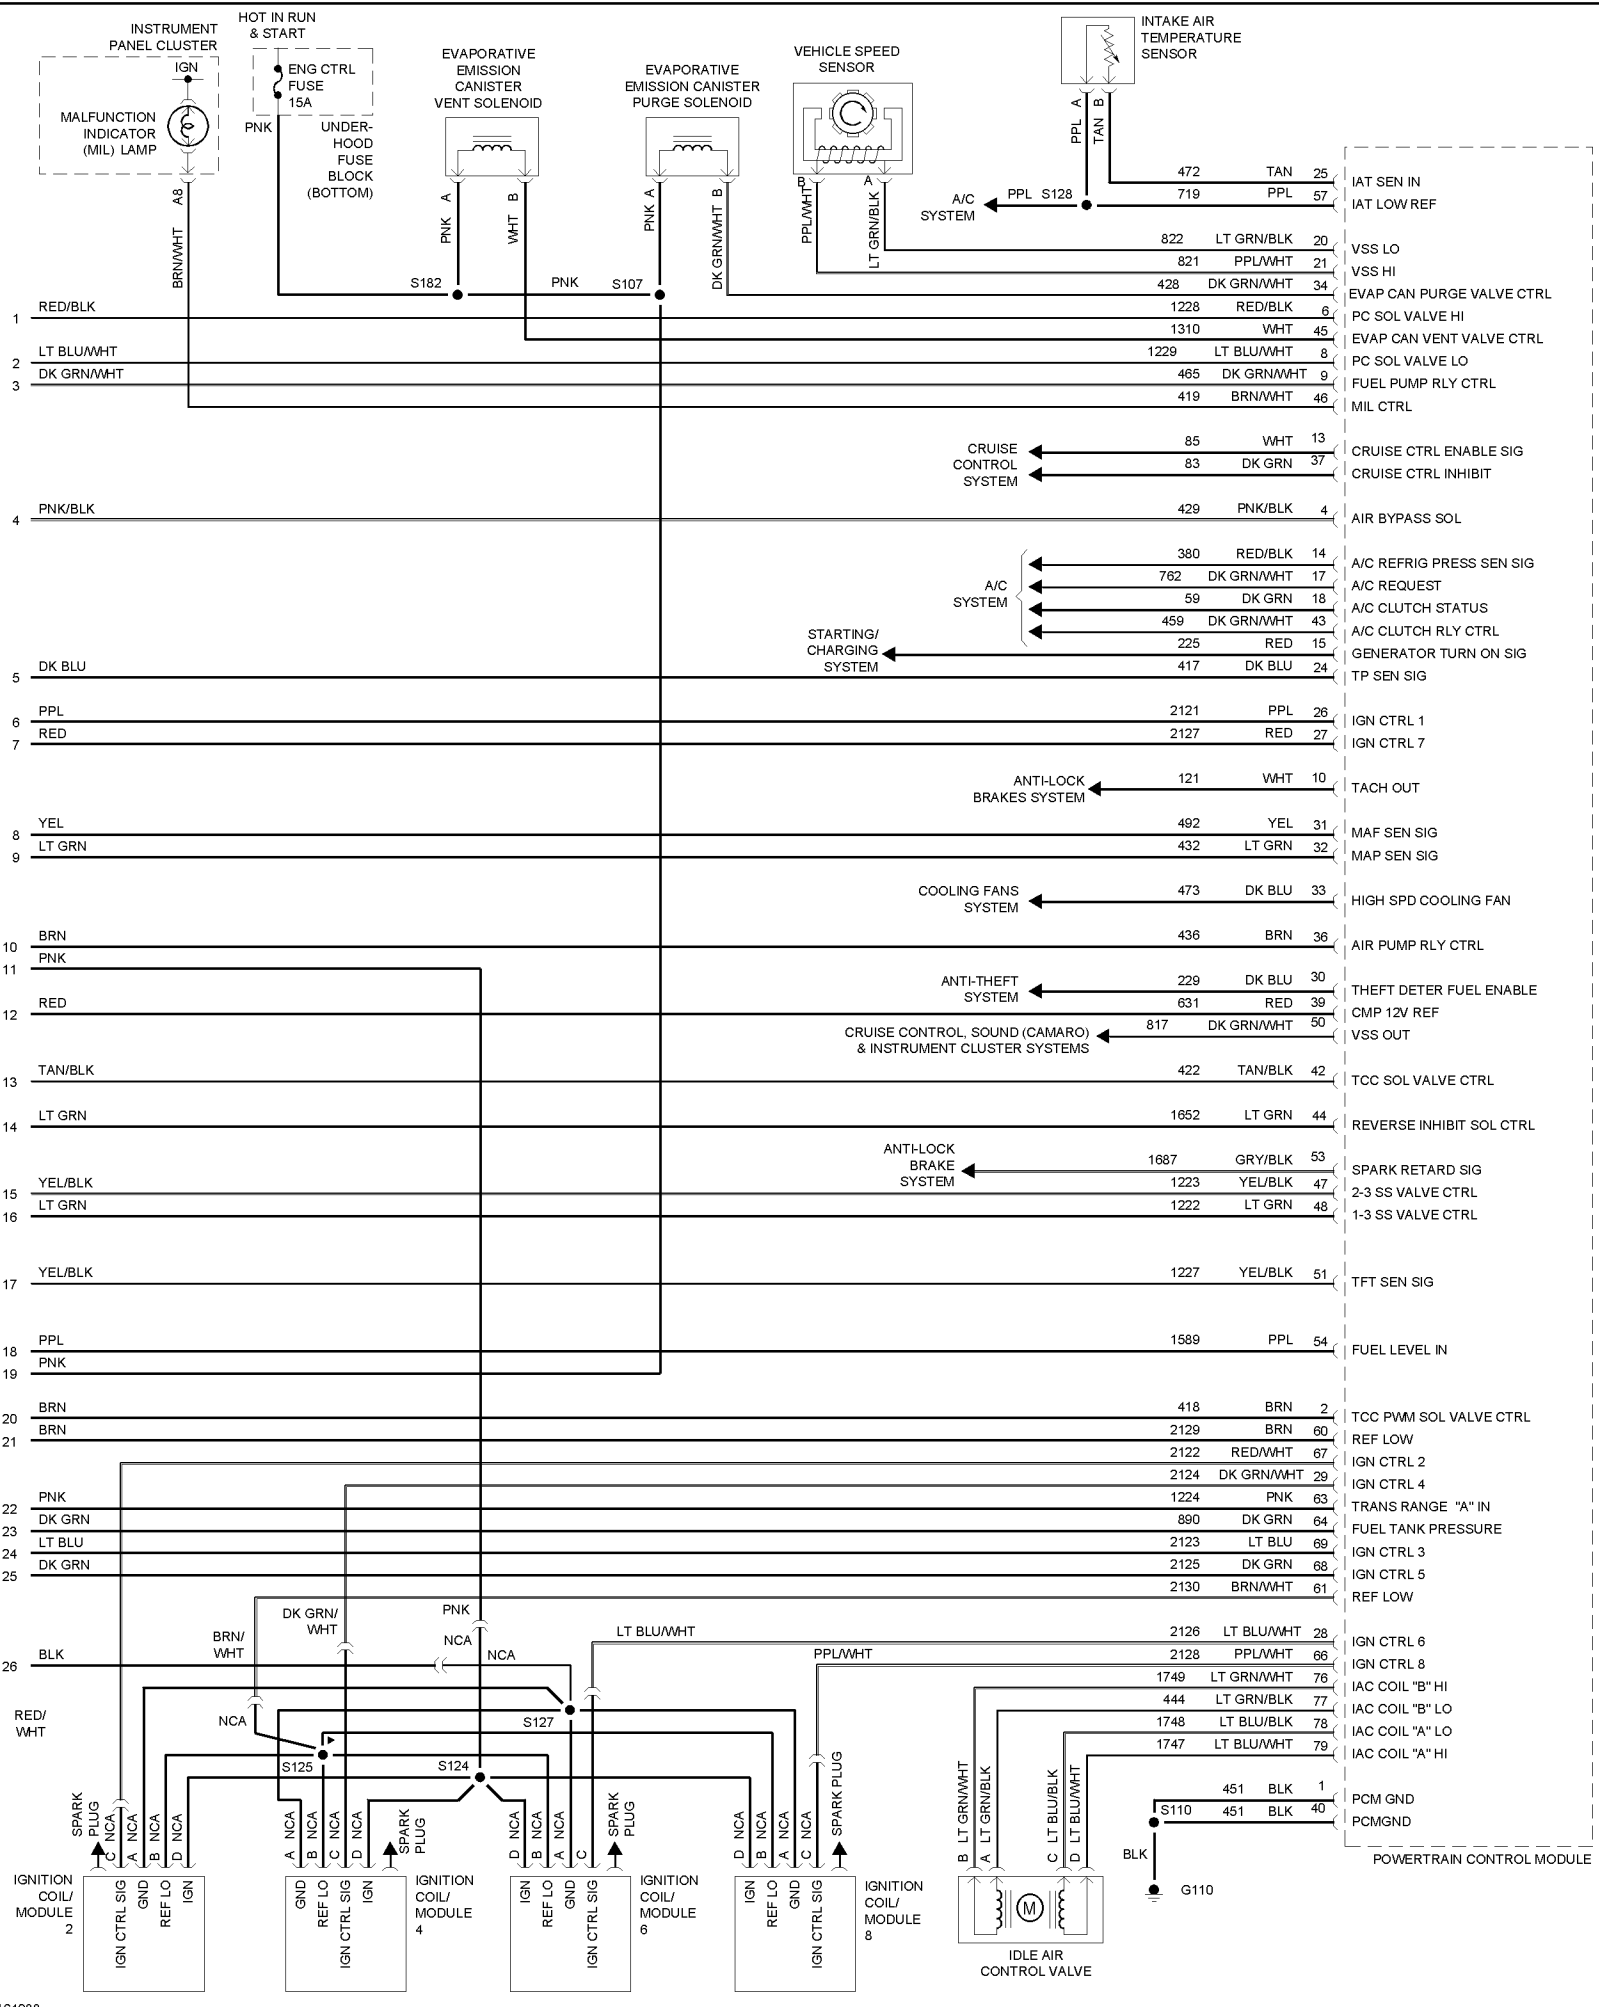 INSTRUMENT
PANEL CLUSTER
IGN
MALFUNCTION
INDICATOR
(MIL) LAMP
A8
BRN/WHT
HOT IN RUN
& START
ENG CTRL
FUSE
15A
PNK
UNDER-
HOOD
FUSE
BLOCK
(BOTTOM)
EVAPORATIVE
EMISSION
CANISTER
VENT SOLENOID
PNK A
WHT B
EVAPORATIVE
EMISSION CANISTER
PURGE SOLENOID
PNK A
DK GRN/WHT B
VEHICLE SPEED
SENSOR
B
PPL/WHT
A
LT GRN/BLK
INTAKE AIR
TEMPERATURE
SENSOR
PPL A
TAN B
A/C
SYSTEM
PPL S128
S182
PNK
S107
472 TAN 25 IAT SEN IN
719 PPL 57 IAT LOW REF
822 LT GRN/BLK 20 VSS LO
821 PPL/WHT 21 VSS HI
428 DK GRN/WHT 34 EVAP CAN PURGE VALVE CTRL
1 RED/BLK 1228 RED/BLK 6 PC SOL VALVE HI
1310 WHT 45 EVAP CAN VENT VALVE CTRL
2 LT BLU/WHT 1229 LT BLU/WHT 8 PC SOL VALVE LO
3 DK GRN/WHT 465 DK GRN/WHT 9 FUEL PUMP RLY CTRL
419 BRN/WHT 46 MIL CTRL
CRUISE
CONTROL
SYSTEM
85 WHT 13 CRUISE CTRL ENABLE SIG
83 DK GRN 37 CRUISE CTRL INHIBIT
4 PNK/BLK 429 PNK/BLK 4 AIR BYPASS SOL
A/C
SYSTEM
380 RED/BLK 14 A/C REFRIG PRESS SEN SIG
762 DK GRN/WHT 17 A/C REQUEST
59 DK GRN 18 A/C CLUTCH STATUS
459 DK GRN/WHT 43 A/C CLUTCH RLY CTRL
STARTING/
CHARGING
SYSTEM
225 RED 15 GENERATOR TURN ON SIG
5 DK BLU 417 DK BLU 24 TP SEN SIG
6 PPL 2121 PPL 26 IGN CTRL 1
7 RED 2127 RED 27 IGN CTRL 7
ANTI-LOCK
BRAKES SYSTEM
121 WHT 10 TACH OUT
8 YEL 492 YEL 31 MAF SEN SIG
9 LT GRN 432 LT GRN 32 MAP SEN SIG
COOLING FANS
SYSTEM
473 DK BLU 33 HIGH SPD COOLING FAN
10 BRN 436 BRN 36 AIR PUMP RLY CTRL
11 PNK
ANTI-THEFT
SYSTEM
229 DK BLU 30 THEFT DETER FUEL ENABLE
12 RED 631 RED 39 CMP 12V REF
CRUISE CONTROL, SOUND (CAMARO)
& INSTRUMENT CLUSTER SYSTEMS
817 DK GRN/WHT 50 VSS OUT
13 TAN/BLK 422 TAN/BLK 42 TCC SOL VALVE CTRL
14 LT GRN 1652 LT GRN 44 REVERSE INHIBIT SOL CTRL
ANTI-LOCK
BRAKE
SYSTEM
1687 GRY/BLK 53 SPARK RETARD SIG
15 YEL/BLK 1223 YEL/BLK 47 2-3 SS VALVE CTRL
16 LT GRN 1222 LT GRN 48 1-3 SS VALVE CTRL
17 YEL/BLK 1227 YEL/BLK 51 TFT SEN SIG
18 PPL 1589 PPL 54 FUEL LEVEL IN
19 PNK
20 BRN 418 BRN 2 TCC PWM SOL VALVE CTRL
21 BRN 2129 BRN 60 REF LOW
2122 RED/WHT 67 IGN CTRL 2
2124 DK GRN/WHT 29 IGN CTRL 4
22 PNK 1224 PNK 63 TRANS RANGE "A" IN
23 DK GRN 890 DK GRN 64 FUEL TANK PRESSURE
24 LT BLU 2123 LT BLU 69 IGN CTRL 3
25 DK GRN 2125 DK GRN 68 IGN CTRL 5
2130 BRN/WHT 61 REF LOW
LT BLU/WHT 2126 LT BLU/WHT 28 IGN CTRL 6
PPL/WHT 2128 PPL/WHT 66 IGN CTRL 8
1749 LT GRN/WHT 76 IAC COIL "B" HI
444 LT GRN/BLK 77 IAC COIL "B" LO
1748 LT BLU/BLK 78 IAC COIL "A" LO
1747 LT BLU/WHT 79 IAC COIL "A" HI
451 BLK 1 PCM GND
S110 451 BLK 40 PCMGND
BLK
G110
POWERTRAIN CONTROL MODULE
26 BLK
NCA
DK GRN/
WHT
PNK
NCA
BRN/
WHT
NCA
RED/
WHT
S127
S125
S124
SPARK
PLUG
C NCA
A NCA
B NCA
D NCA
IGNITION
COIL/
MODULE
2
IGN CTRL SIG
GND
REF LO
IGN
A NCA
B NCA
C NCA
D NCA
SPARK
PLUG
GND
REF LO
IGN CTRL SIG
IGN
IGNITION
COIL/
MODULE
4
D NCA
B NCA
A NCA
C
SPARK
PLUG
IGN
REF LO
GND
IGN CTRL SIG
IGNITION
COIL/
MODULE
6
D NCA
B NCA
A NCA
C NCA
SPARK PLUG
IGN
REF LO
GND
IGN CTRL SIG
IGNITION
COIL/
MODULE
8
B LT GRN/WHT
A LT GRN/BLK
C LT BLU/BLK
D LT BLU/WHT
M
IDLE AIR
CONTROL VALVE